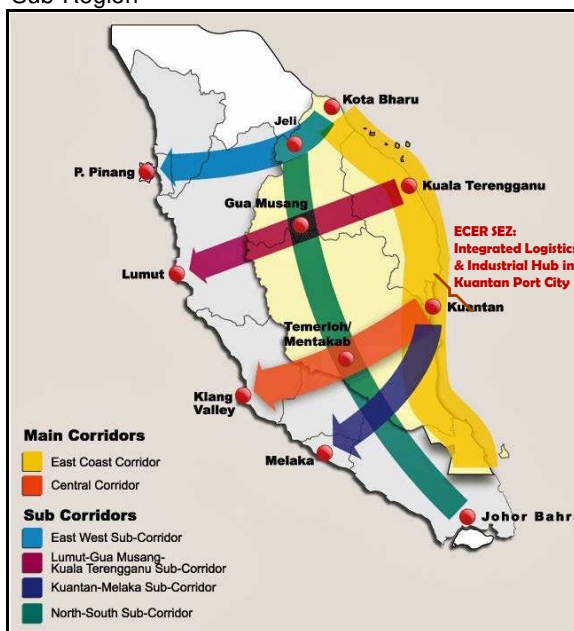 Sub-Region
Kota Bharu
Jeli
P. Pinang
Kuala Terengganu
Gua Musang
ECER SEZ:
Integrated Logistics
& Industrial Hub in
Kuantan Port City
Lumut
Kuantan
Temerloh/
Mentakab
Klang
Valley
Melaka
Johor Bahr
Main Corridors
East Coast Corridor
Central Corridor
Sub Corridors
East West Sub-Corridor
Lumut-Gua Musang-
Kuala Terengganu Sub-Corridor
Kuantan-Melaka Sub-Corridor
North-South Sub-Corridor